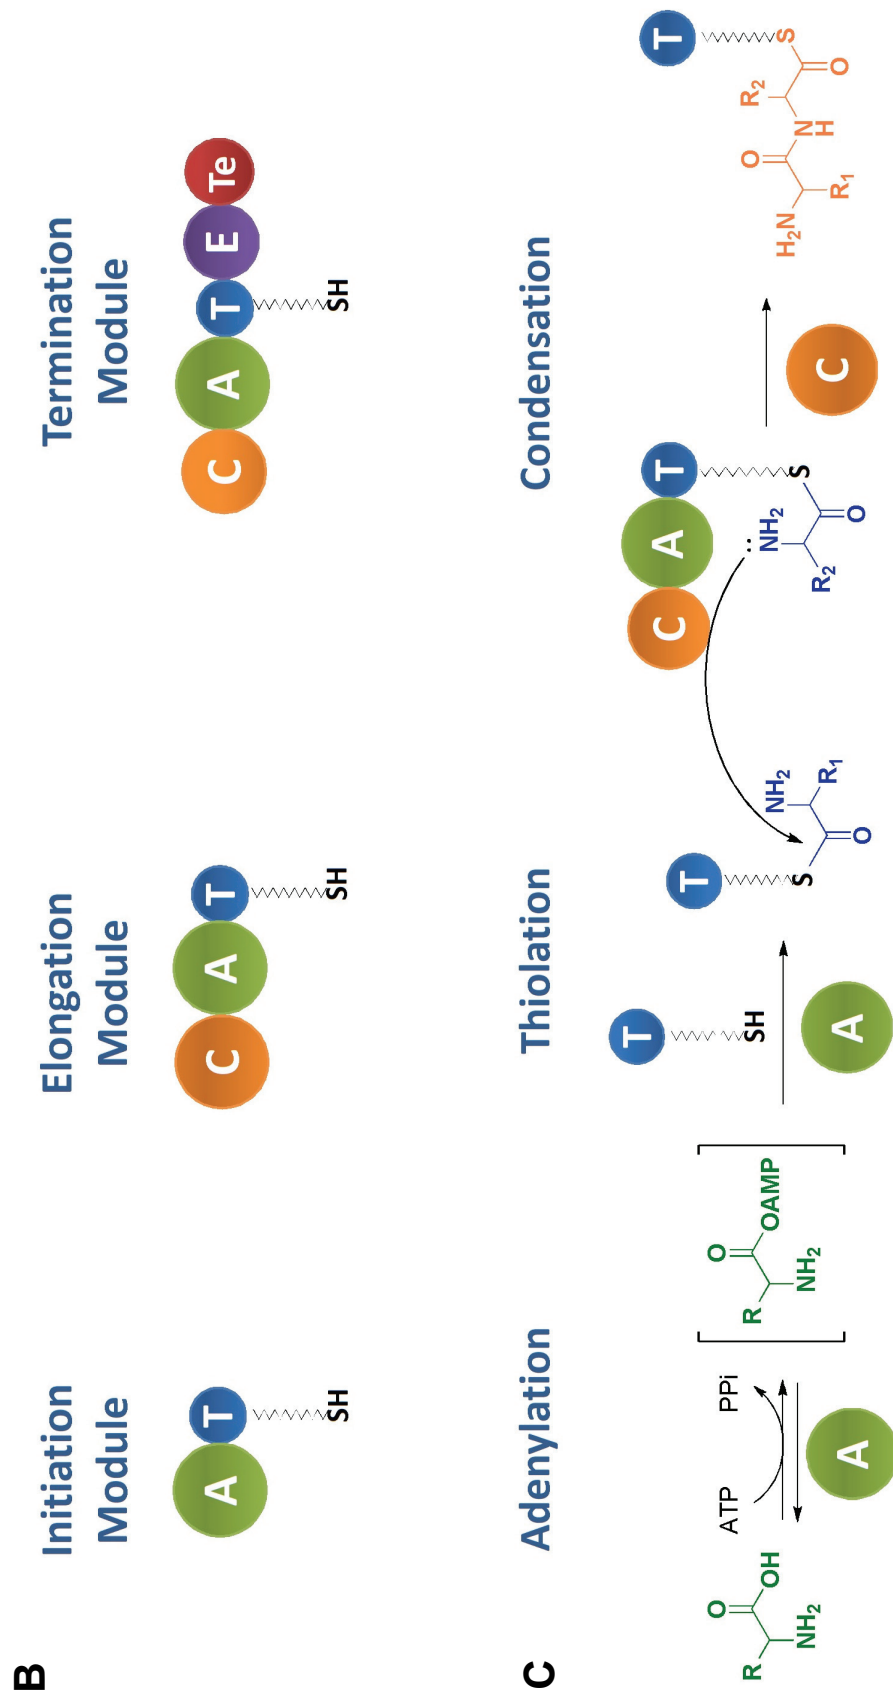 B
Initiation
Module
A T
SH
Elongation
Module
C A T
SH
Termination
Module
C A T E Te
SH
C
Adenylation
R O OH NH2
ATP PPi
A
R O OAMP NH2
Thiolation
T
SH
A
T
S
NH2
R1
O
Condensation
C A T
S
NH2
R2
O
C
T
S
O
R2
N
H
O
R1
H2N